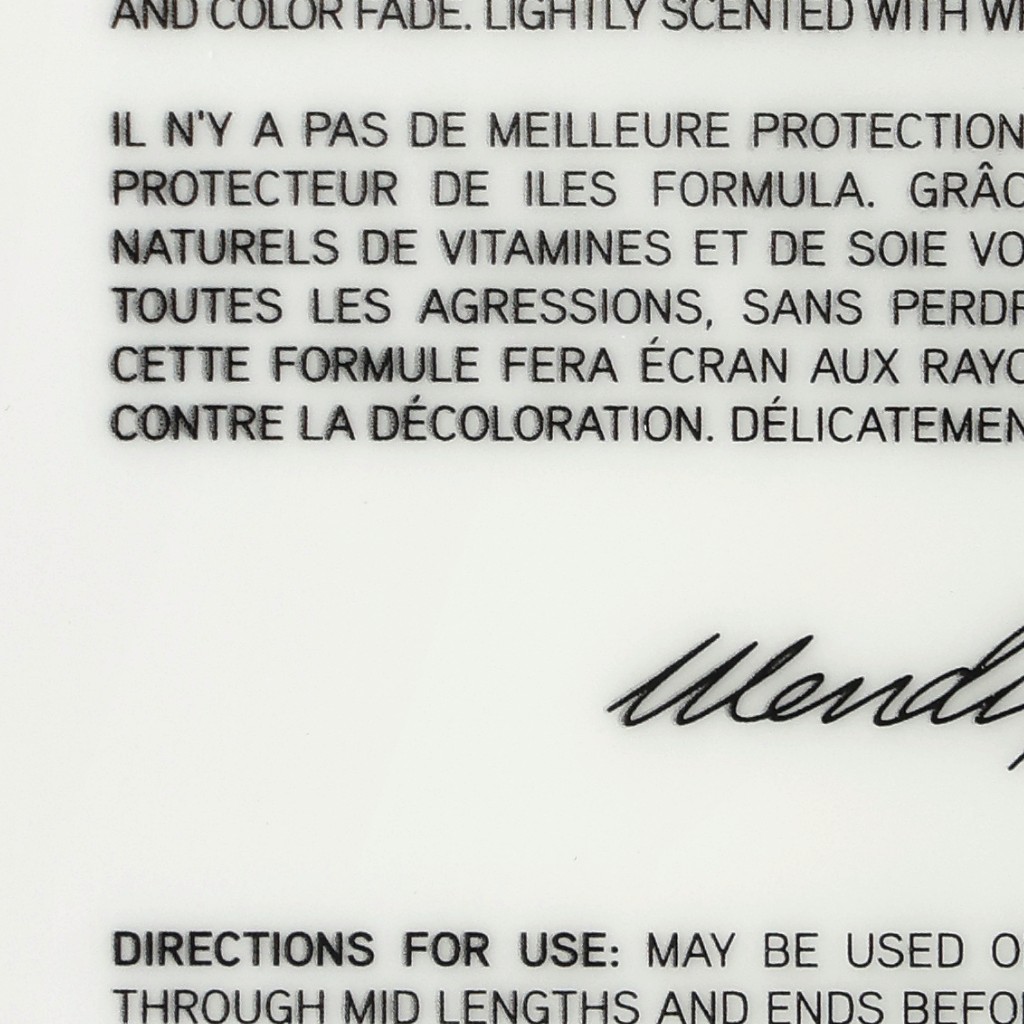 AND COLOR FADE. LIGHTLY SCENTED WITH
IL N'Y A PAS DE MEILLEURE PROTECTION
PROTECTEUR DE ILES FORMULA.
NATURELS DE VITAMINES ET DE SOIE
TOUTES LES AGRESSIONS, SANS
CETTE FORMULE FERA ÉCRAN AUX
CONTRE LA DÉCOLORATION.
Wendy
DIRECTIONS FOR USE: MAY BE USED
THROUGH MID LENGTHS AND ENDS